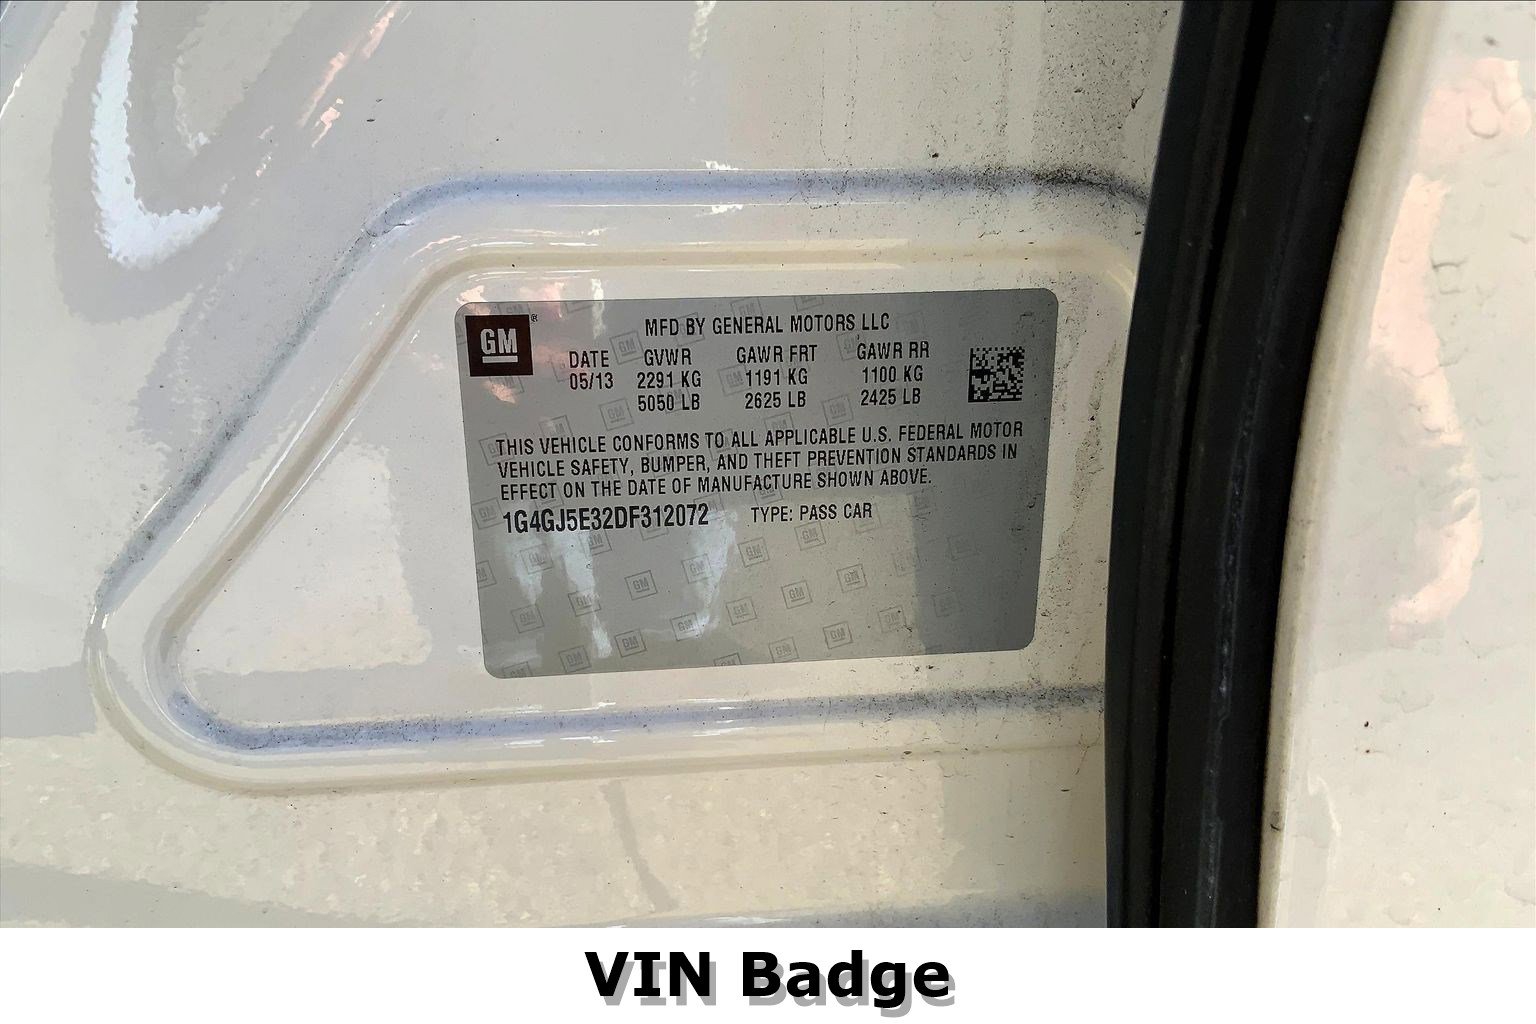 GM ®
MFD BY GENERAL MOTORS LLC
DATE GVWR GAWR FRT GAWR RR
05/13 2291 KG 1191 KG 1100 KG
5050 LB 2625 LB 2425 LB
THIS VEHICLE CONFORMS TO ALL APPLICABLE U.S. FEDERAL MOTOR
VEHICLE SAFETY, BUMPER, AND THEFT PREVENTION STANDARDS IN
EFFECT ON THE DATE OF MANUFACTURE SHOWN ABOVE.
1G4GJ5E32DF312072 TYPE: PASS CAR
VIN Badge